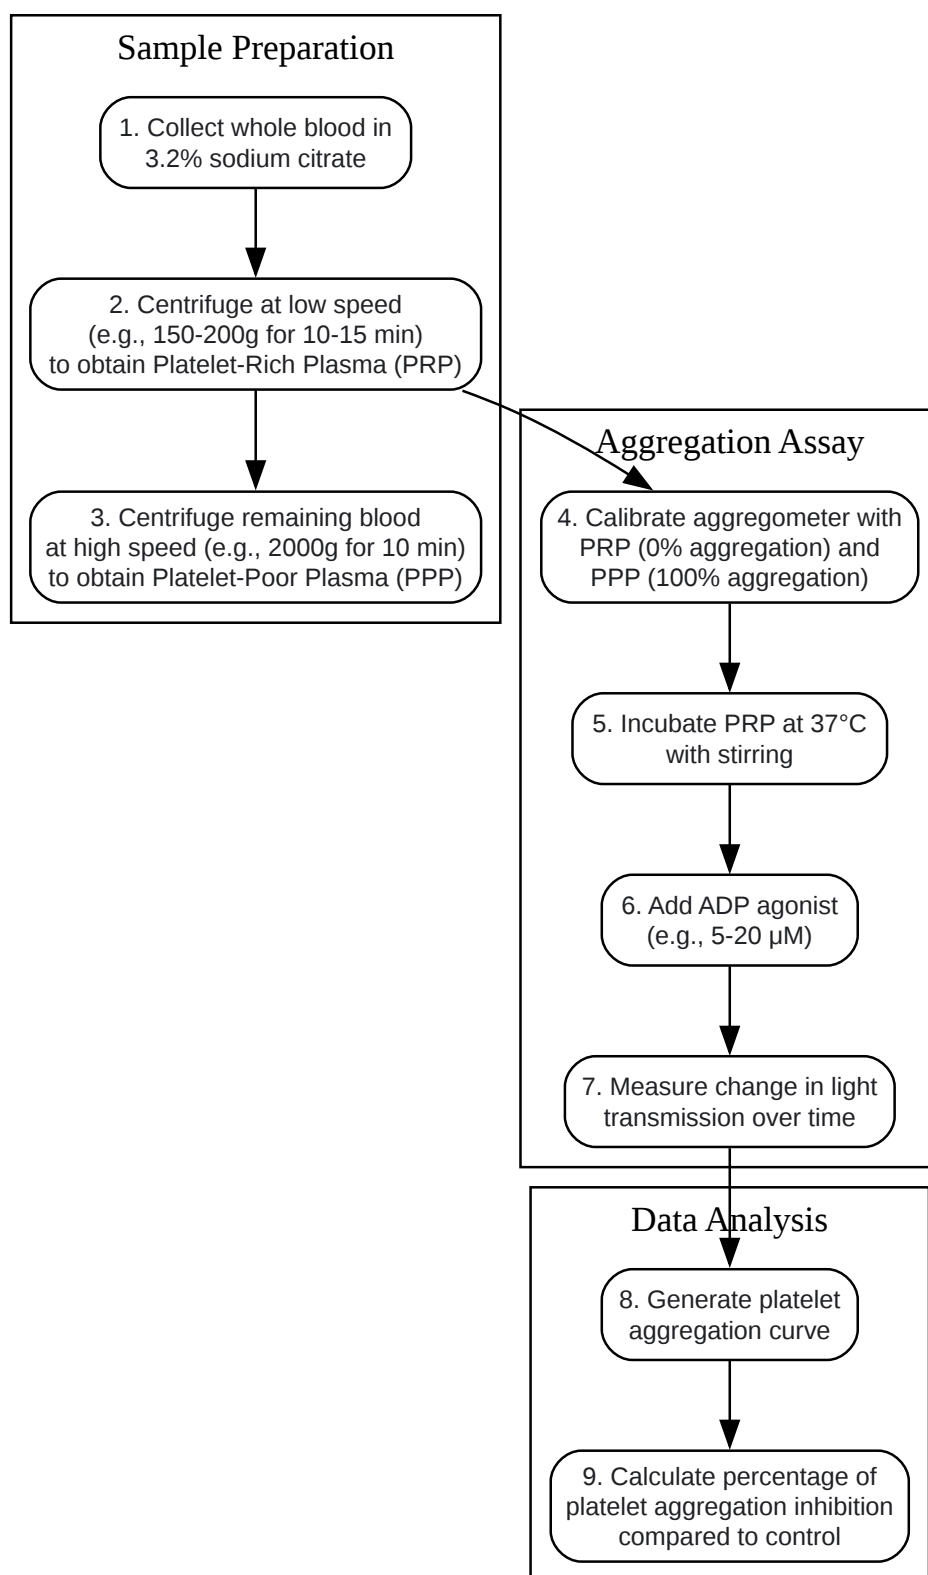 Sample Preparation
1. Collect whole blood in
3.2% sodium citrate
2. Centrifuge at low speed
(e.g., 150-200g for 10-15 min)
to obtain Platelet-Rich Plasma (PRP)
3. Centrifuge remaining blood
at high speed (e.g., 2000g for 10 min)
to obtain Platelet-Poor Plasma (PPP)
Aggregation Assay
4. Calibrate aggregometer with
PRP (0% aggregation) and
PPP (100% aggregation)
5. Incubate PRP at 37°C
with stirring
6. Add ADP agonist
(e.g., 5-20 µM)
7. Measure change in light
transmission over time
Data Analysis
8. Generate platelet
aggregation curve
9. Calculate percentage of
platelet aggregation inhibition
compared to control